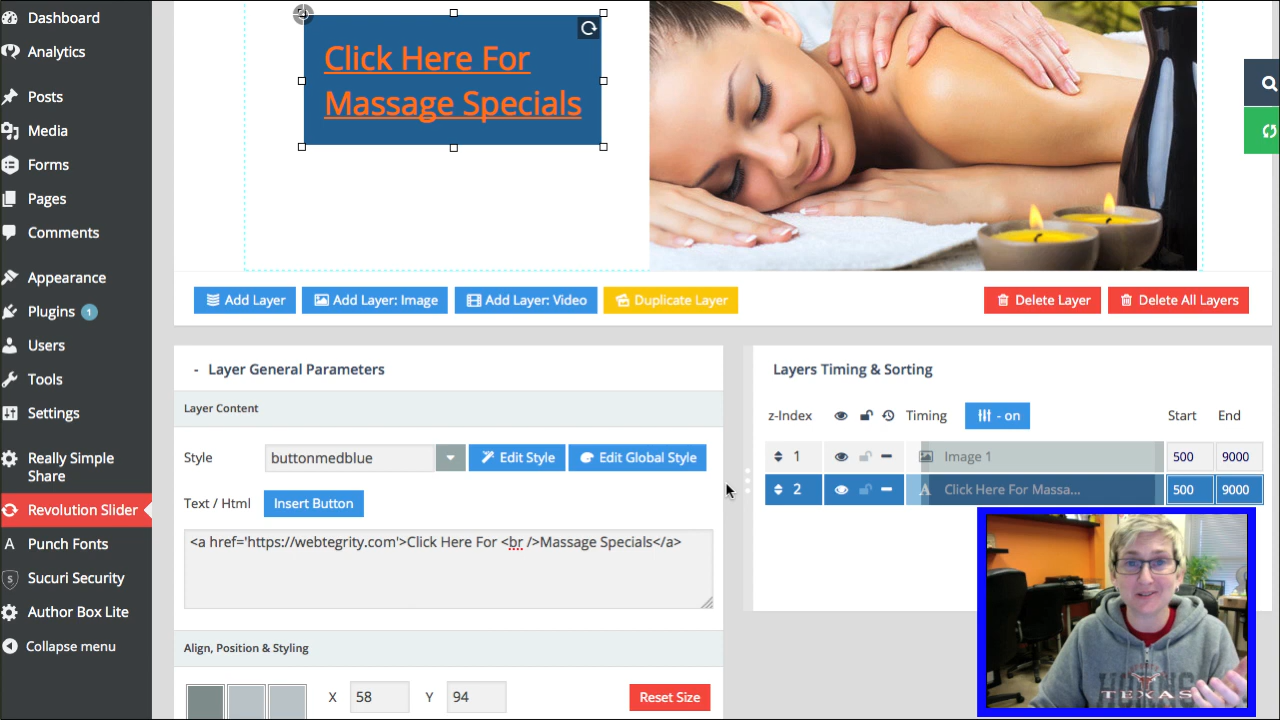 Dashboard
Analytics
Posts
Media
Forms
Pages
Comments
Appearance
Plugins 1
Users
Tools
Settings
Really Simple
Share
Revolution Slider
Punch Fonts
Sucuri Security
Author Box Lite
Collapse menu
Click Here For
Massage Specials
Add Layer
Add Layer: Image
Add Layer: Video
Duplicate Layer
Delete Layer
Delete All Layers
- Layer General Parameters
Layer Content
Style
buttonmedblue
Edit Style
Edit Global Style
Text / Html
Insert Button
<a href='https://webtegrity.com'>Click Here For <br />Massage Specials</a>
Align, Position & Styling
X 58 Y 94
Reset Size
Layers Timing & Sorting
z-Index Timing - on Start End
1 Image 1 500 9000
2 A Click Here For Massa... 500 9000
TEXAS